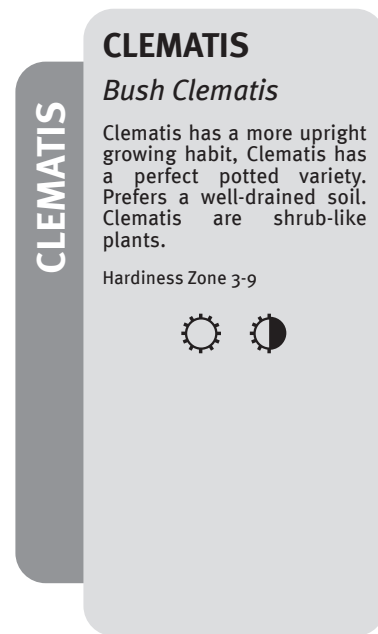 CLEMATIS
CLEMATIS
Bush Clematis
Clematis has a more upright
growing habit, Clematis has
a perfect potted variety.
Prefers a well-drained soil.
Clematis are shrub-like
plants.
Hardiness Zone 3-9